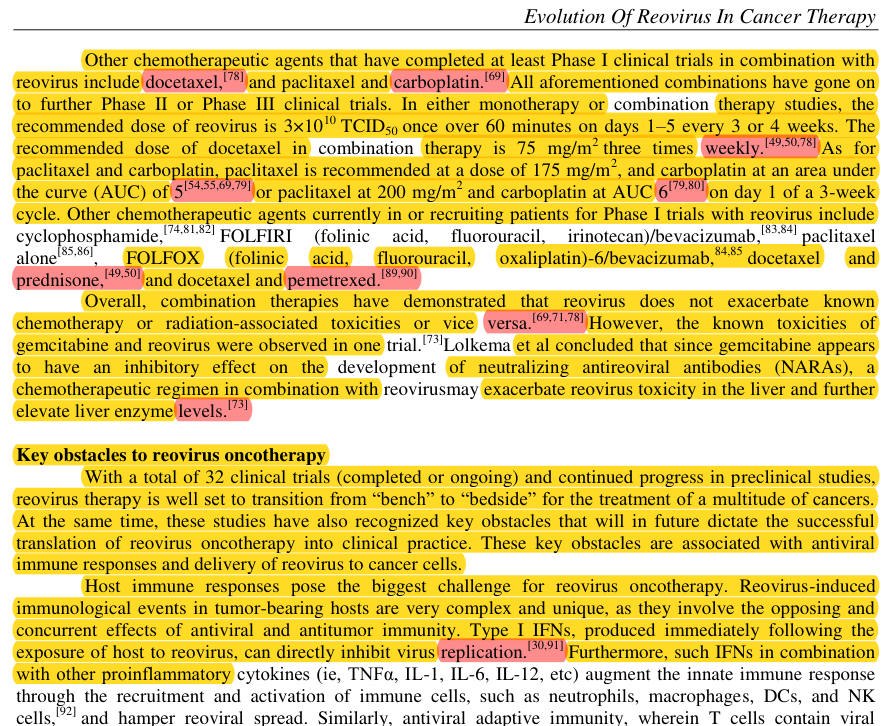 Evolution Of Reovirus In Cancer Therapy
Other chemotherapeutic agents that have completed at least Phase I clinical trials in combination with
reovirus include docetaxel,[78] and paclitaxel and carboplatin.[69] All aforementioned combinations have gone on
to further Phase II or Phase III clinical trials. In either monotherapy or combination therapy studies, the
recommended dose of reovirus is 3×10¹⁰ TCID₅₀ once over 60 minutes on days 1–5 every 3 or 4 weeks. The
recommended dose of docetaxel in combination therapy is 75 mg/m² three times weekly.[49,50,78] As for
paclitaxel and carboplatin, paclitaxel is recommended at a dose of 175 mg/m², and carboplatin at an area under
the curve (AUC) of 5[54,55,69,79] or paclitaxel at 200 mg/m² and carboplatin at AUC 6[79,80] on day 1 of a 3-week
cycle. Other chemotherapeutic agents currently in or recruiting patients for Phase I trials with reovirus include
cyclophosphamide,[74,81,82] FOLFIRI (folinic acid, fluorouracil, irinotecan)/bevacizumab,[83,84] paclitaxel
alone[85,86], FOLFOX (folinic acid, fluorouracil, oxaliplatin)-6/bevacizumab,84,85 docetaxel and
prednisone,[49,50] and docetaxel and pemetrexed.[89,90]
Overall, combination therapies have demonstrated that reovirus does not exacerbate known
chemotherapy or radiation-associated toxicities or vice versa.[69,71,78] However, the known toxicities of
gemcitabine and reovirus were observed in one trial.[73]Lolkema et al concluded that since gemcitabine appears
to have an inhibitory effect on the development of neutralizing antireoviral antibodies (NARAs), a
chemotherapeutic regimen in combination with reovirusmay exacerbate reovirus toxicity in the liver and further
elevate liver enzyme levels.[73]
Key obstacles to reovirus oncotherapy
With a total of 32 clinical trials (completed or ongoing) and continued progress in preclinical studies,
reovirus therapy is well set to transition from “bench” to “bedside” for the treatment of a multitude of cancers.
At the same time, these studies have also recognized key obstacles that will in future dictate the successful
translation of reovirus oncotherapy into clinical practice. These key obstacles are associated with antiviral
immune responses and delivery of reovirus to cancer cells.
Host immune responses pose the biggest challenge for reovirus oncotherapy. Reovirus-induced
immunological events in tumor-bearing hosts are very complex and unique, as they involve the opposing and
concurrent effects of antiviral and antitumor immunity. Type I IFNs, produced immediately following the
exposure of host to reovirus, can directly inhibit virus replication.[30,91] Furthermore, such IFNs in combination
with other proinflammatory cytokines (ie, TNFα, IL-1, IL-6, IL-12, etc) augment the innate immune response
through the recruitment and activation of immune cells, such as neutrophils, macrophages, DCs, and NK
cells,[92] and hamper reoviral spread. Similarly, antiviral adaptive immunity, wherein T cells contain viral